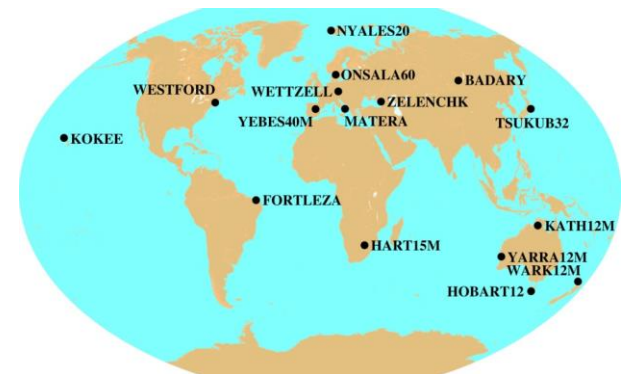 NYALES20
ONSALA60
BADARY
WESTFORD
WETTZELL
ZELENCHK
YEBES40M
MATERA
TSUKUB32
KOKEE
FORTLEZA
KATH12M
HART15M
YARRA12M
WARK12M
HOBART12